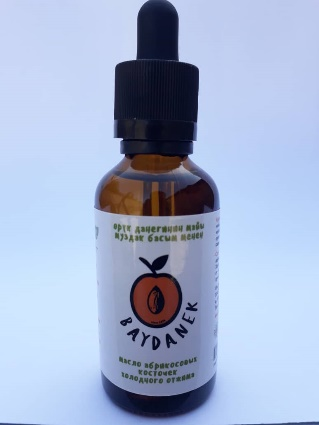 өрүк данегинин майы
муздак басым менен
BAYDANEK
масло абрикосовых
косточек
холодного отжима